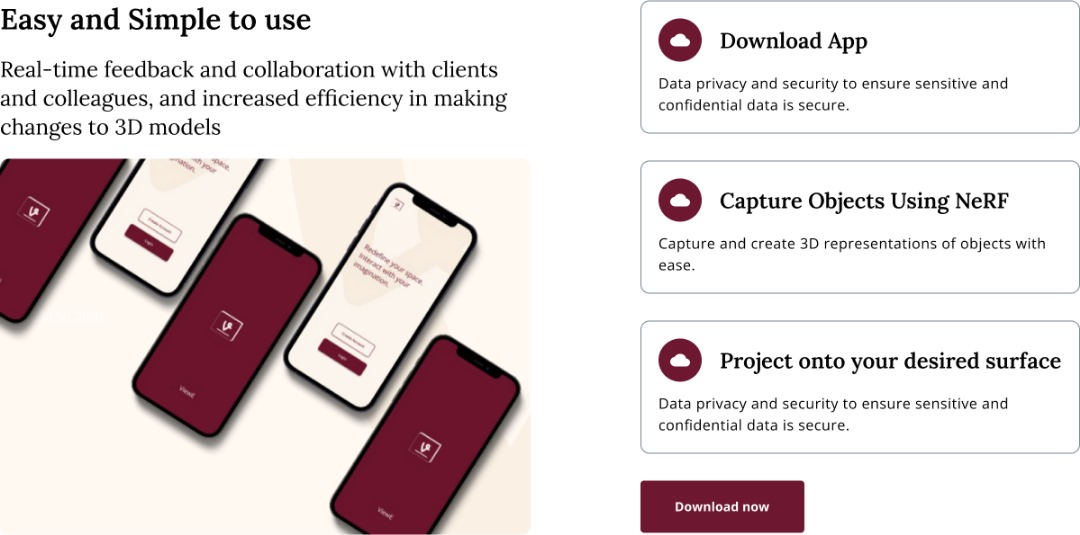 Easy and Simple to use
Real-time feedback and collaboration with clients
and colleagues, and increased efficiency in making
changes to 3D models
space.
with your
Create Account
Login
ViewE
Redefine your space.
Interact with your
imagination.
Create Account
Login
ViewE
Download App
Data privacy and security to ensure sensitive and
confidential data is secure.
Capture Objects Using NeRF
Capture and create 3D representations of objects with
ease.
Project onto your desired surface
Data privacy and security to ensure sensitive and
confidential data is secure.
Download now